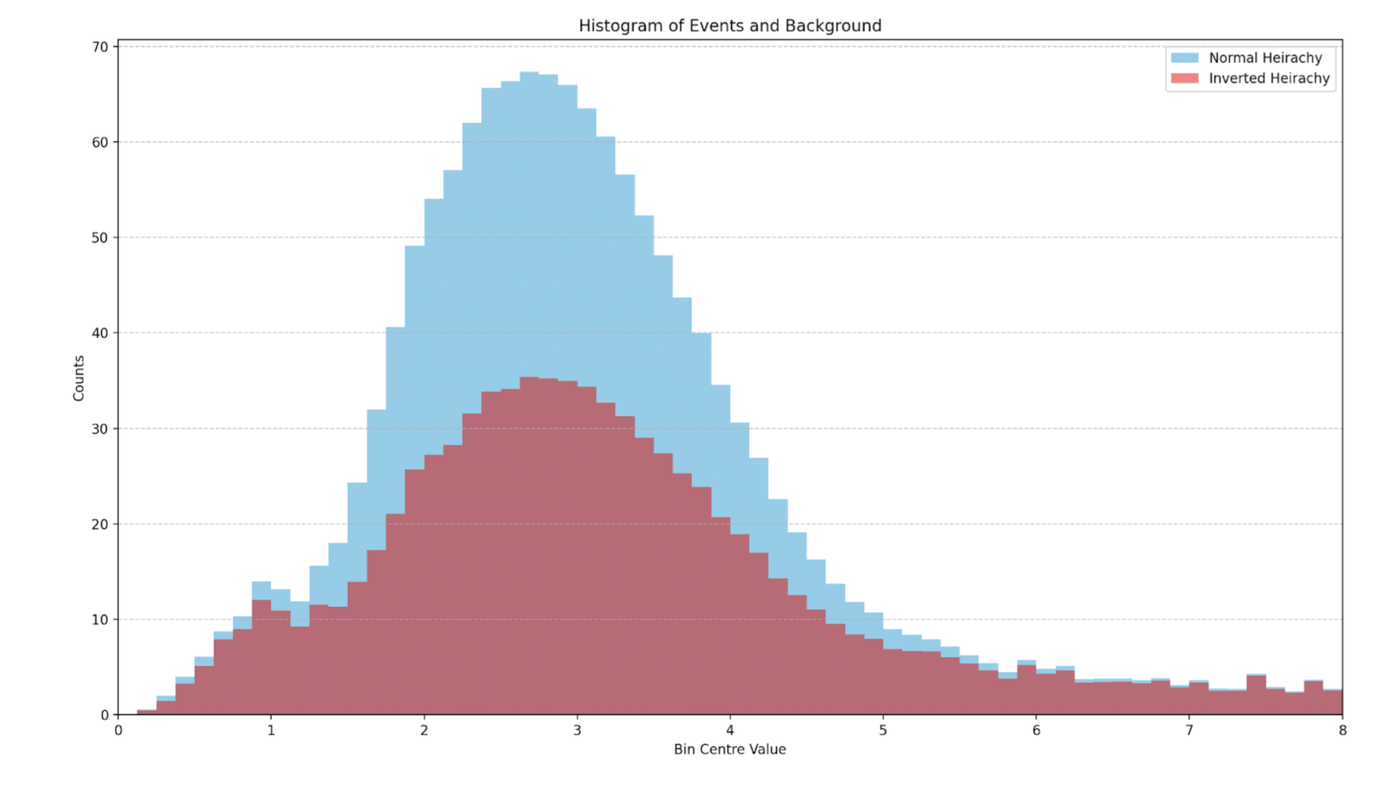 Histogram of Events and Background
Normal Heirachy
Inverted Heirachy
70
60
50
40
30
20
10
0
Counts
0 1 2 3 4 5 6 7 8
Bin Centre Value